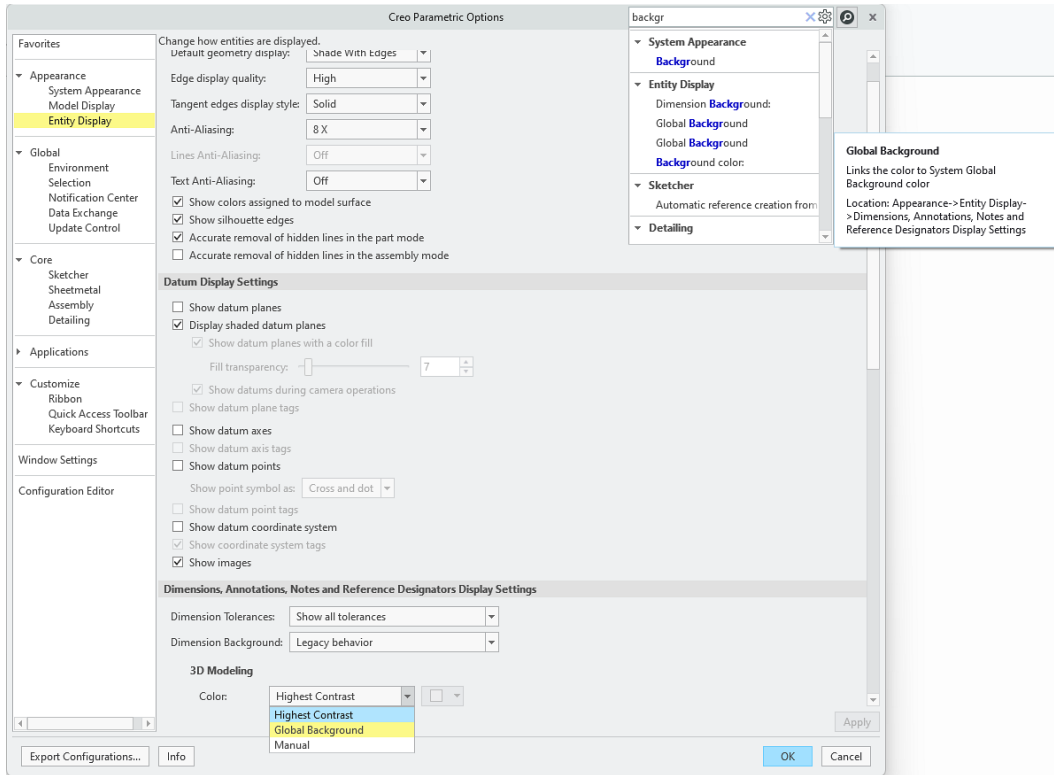 Creo Parametric Options
backgr
Favorites
Appearance
System Appearance
Model Display
Entity Display
Global
Environment
Selection
Notification Center
Data Exchange
Update Control
Core
Sketcher
Sheetmetal
Assembly
Detailing
Applications
Customize
Ribbon
Quick Access Toolbar
Keyboard Shortcuts
Window Settings
Configuration Editor
Change how entities are displayed.
Default geometry display: Shade With Edges
Edge display quality: High
Tangent edges display style: Solid
Anti-Aliasing: 8 X
Lines Anti-Aliasing: Off
Text Anti-Aliasing: Off
Show colors assigned to model surface
Show silhouette edges
Accurate removal of hidden lines in the part mode
Accurate removal of hidden lines in the assembly mode
Datum Display Settings
Show datum planes
Display shaded datum planes
Show datum planes with a color fill
Fill transparency: 7
Show datums during camera operations
Show datum plane tags
Show datum axes
Show datum axis tags
Show datum points
Show point symbol as: Cross and dot
Show datum point tags
Show datum coordinate system
Show coordinate system tags
Show images
Dimensions, Annotations, Notes and Reference Designators Display Settings
Dimension Tolerances: Show all tolerances
Dimension Background: Legacy behavior
3D Modeling
Color: Highest Contrast
Highest Contrast
Global Background
Manual
System Appearance
Background
Entity Display
Dimension Background:
Global Background
Global Background
Background color:
Sketcher
Automatic reference creation from
Detailing
Global Background
Links the color to System Global
Background color
Location: Appearance->Entity Display-
>Dimensions, Annotations, Notes and
Reference Designators Display Settings
Apply
Export Configurations...
Info
OK
Cancel